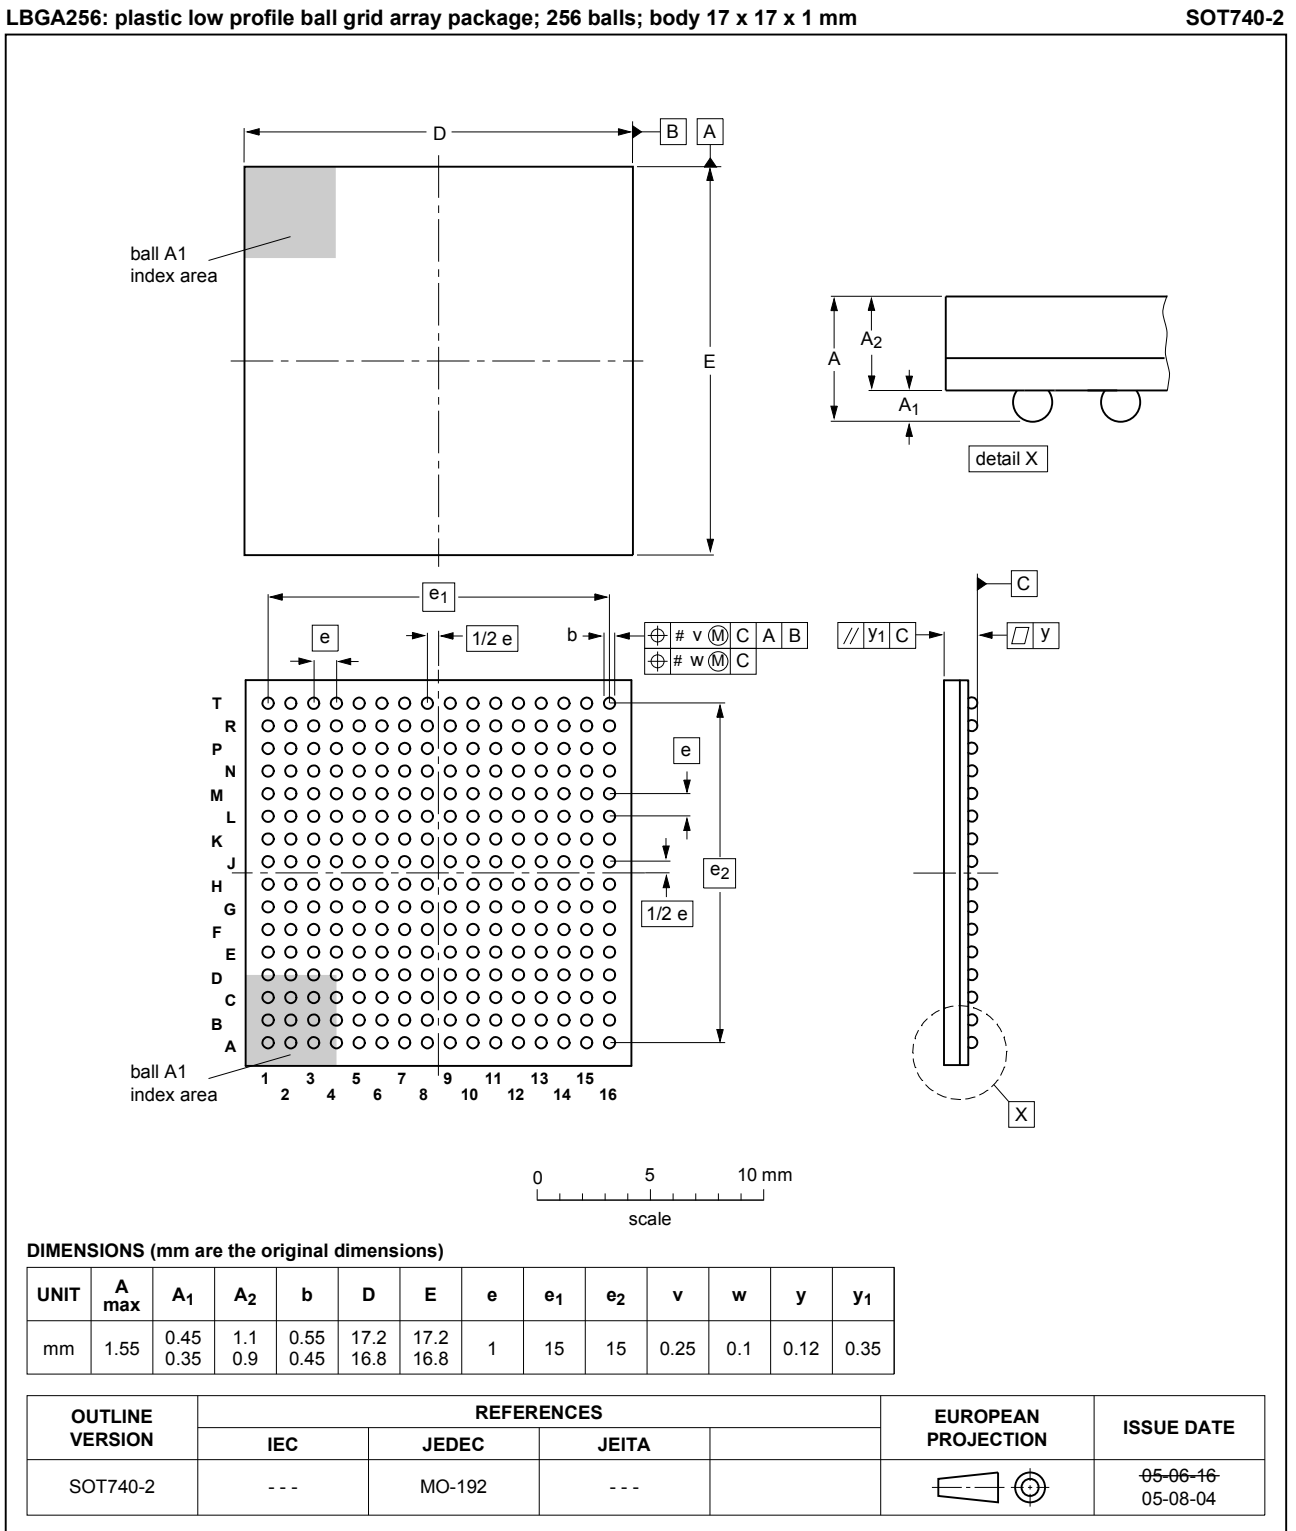 LBGA256: plastic low profile ball grid array package; 256 balls; body 17 x 17 x 1 mm SOT740-2
D B A
ball A1
index area
E
A A2
A1
detail X
e1 C
e 1/2 e b # v M C A B // y1 C y
# w M C
T
R
P
N
M
L
K
J
H
G
F
E
D
C
B
A
e
e2
1/2 e
ball A1
index area
1 3 5 7 9 11 13 15
2 4 6 8 10 12 14 16
X
0 5 10 mm
scale
DIMENSIONS (mm are the original dimensions)
UNIT A max A1 A2 b D E e e1 e2 v w y y1
mm 1.55 0.45 0.35 1.1 0.9 0.55 0.45 17.2 16.8 17.2 16.8 1 15 15 0.25 0.1 0.12 0.35
OUTLINE VERSION REFERENCES EUROPEAN PROJECTION ISSUE DATE
IEC JEDEC JEITA
SOT740-2 - - - MO-192 - - - 05-06-16
05-08-04